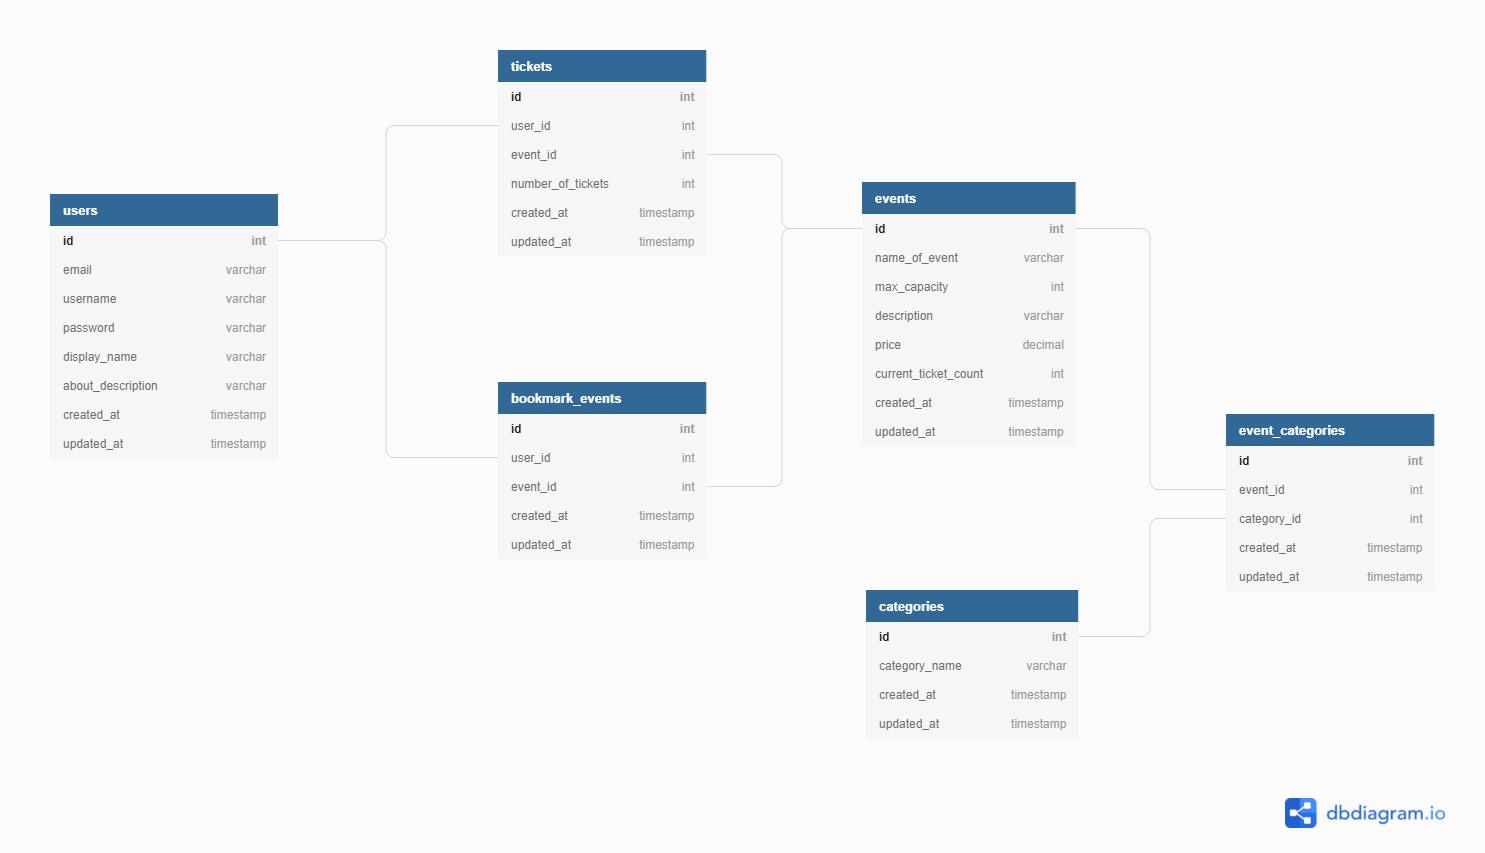 users
id int
email varchar
username varchar
password varchar
display_name varchar
about_description varchar
created_at timestamp
updated_at timestamp
tickets
id int
user_id int
event_id int
number_of_tickets int
created_at timestamp
updated_at timestamp
bookmark_events
id int
user_id int
event_id int
created_at timestamp
updated_at timestamp
events
id int
name_of_event varchar
max_capacity int
description varchar
price decimal
current_ticket_count int
created_at timestamp
updated_at timestamp
categories
id int
category_name varchar
created_at timestamp
updated_at timestamp
event_categories
id int
event_id int
category_id int
created_at timestamp
updated_at timestamp
dbdiagram.io